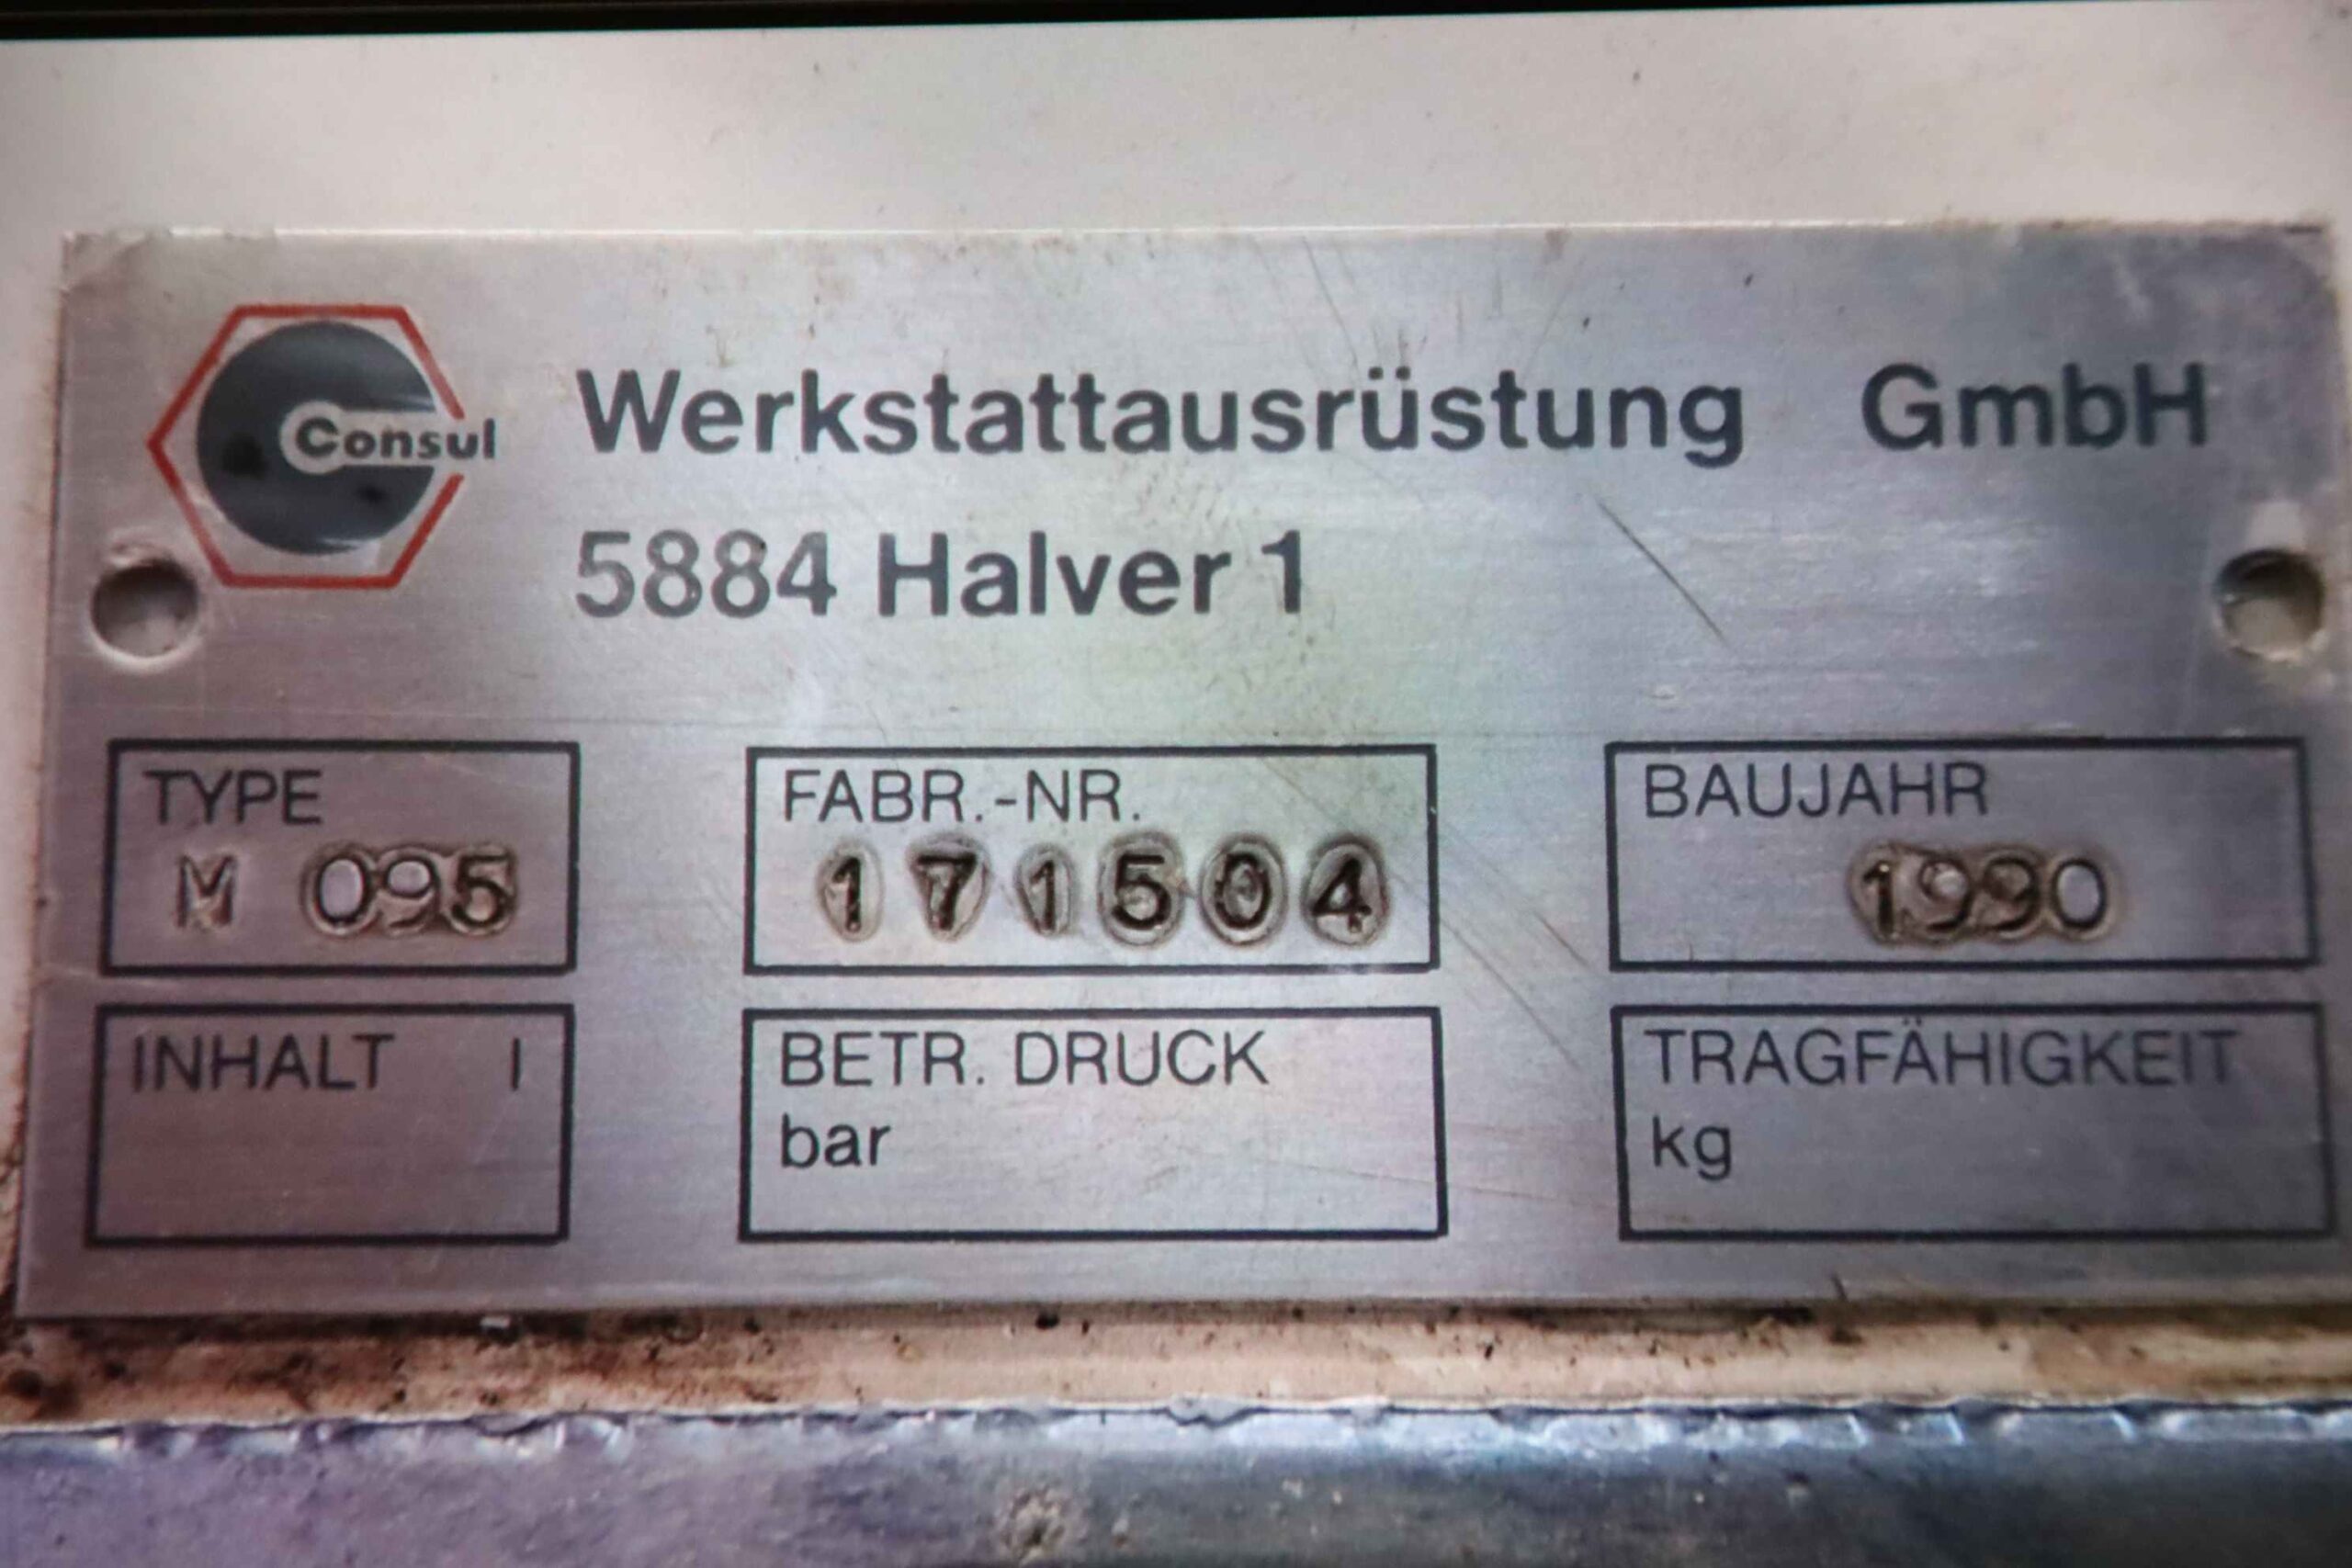 Consul
Werkstattausrüstung GmbH
5884 Halver 1
TYPE
M 095
FABR.-NR.
171504
BAUJAHR
1990
INHALT l
BETR. DRUCK
bar
TRAGFÄHIGKEIT
kg